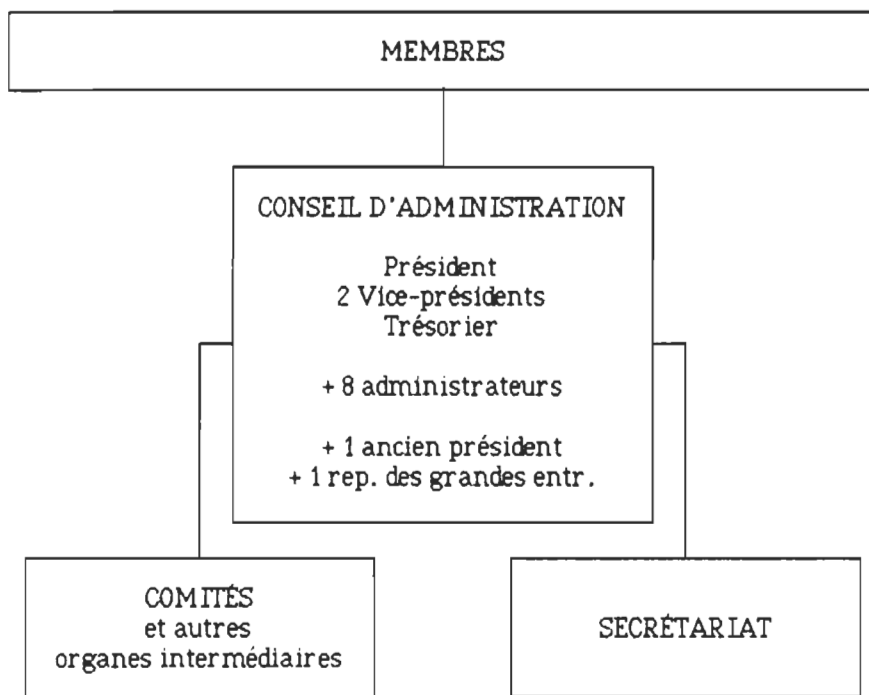 MEMBRES
CONSEIL D'ADMINISTRATION
Président
2 Vice-présidents
Trésorier
+ 8 administrateurs
+ 1 ancien président
+ 1 rep. des grandes entr.
COMITÉS
et autres
organes intermédiaires
SECRÉTARIAT